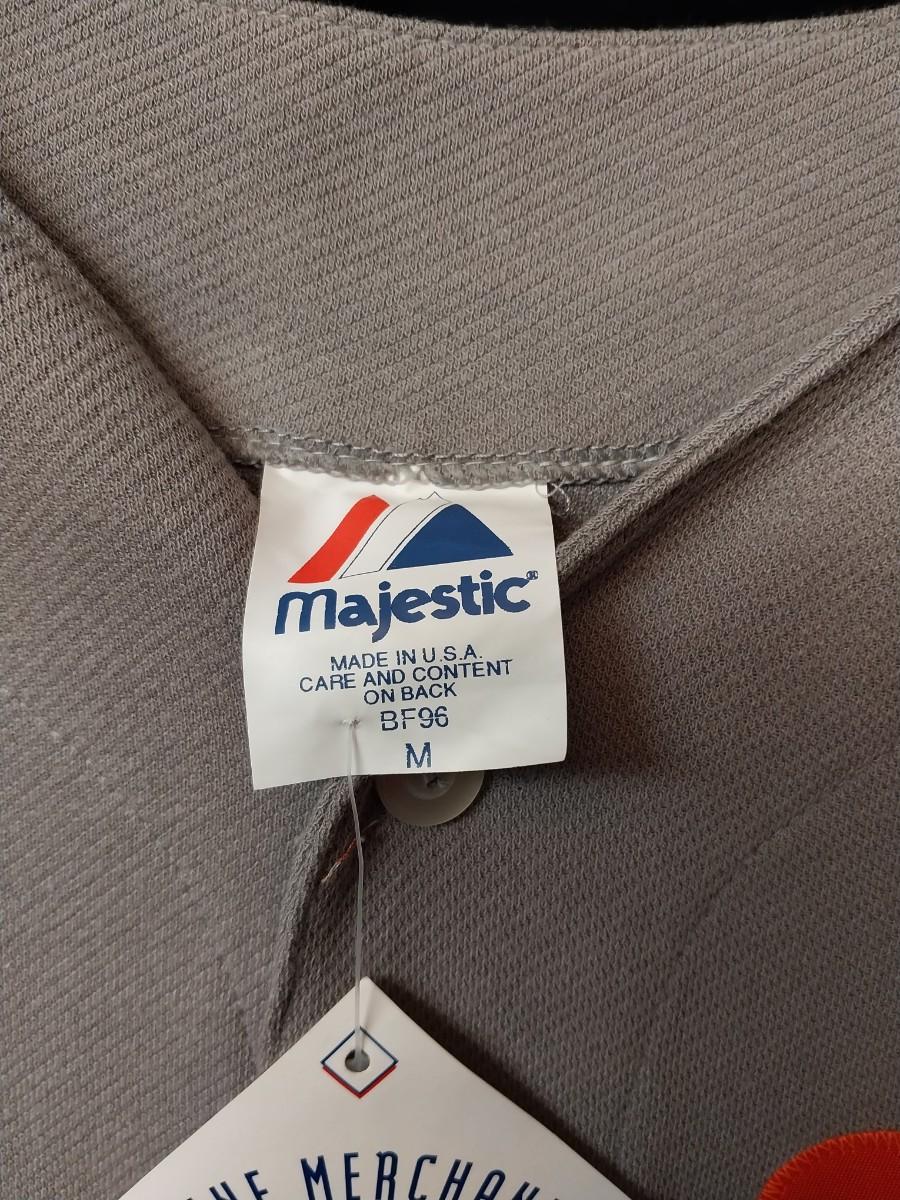 majestic®
MADE IN U.S.A.
CARE AND CONTENT
ON BACK
BF96
M